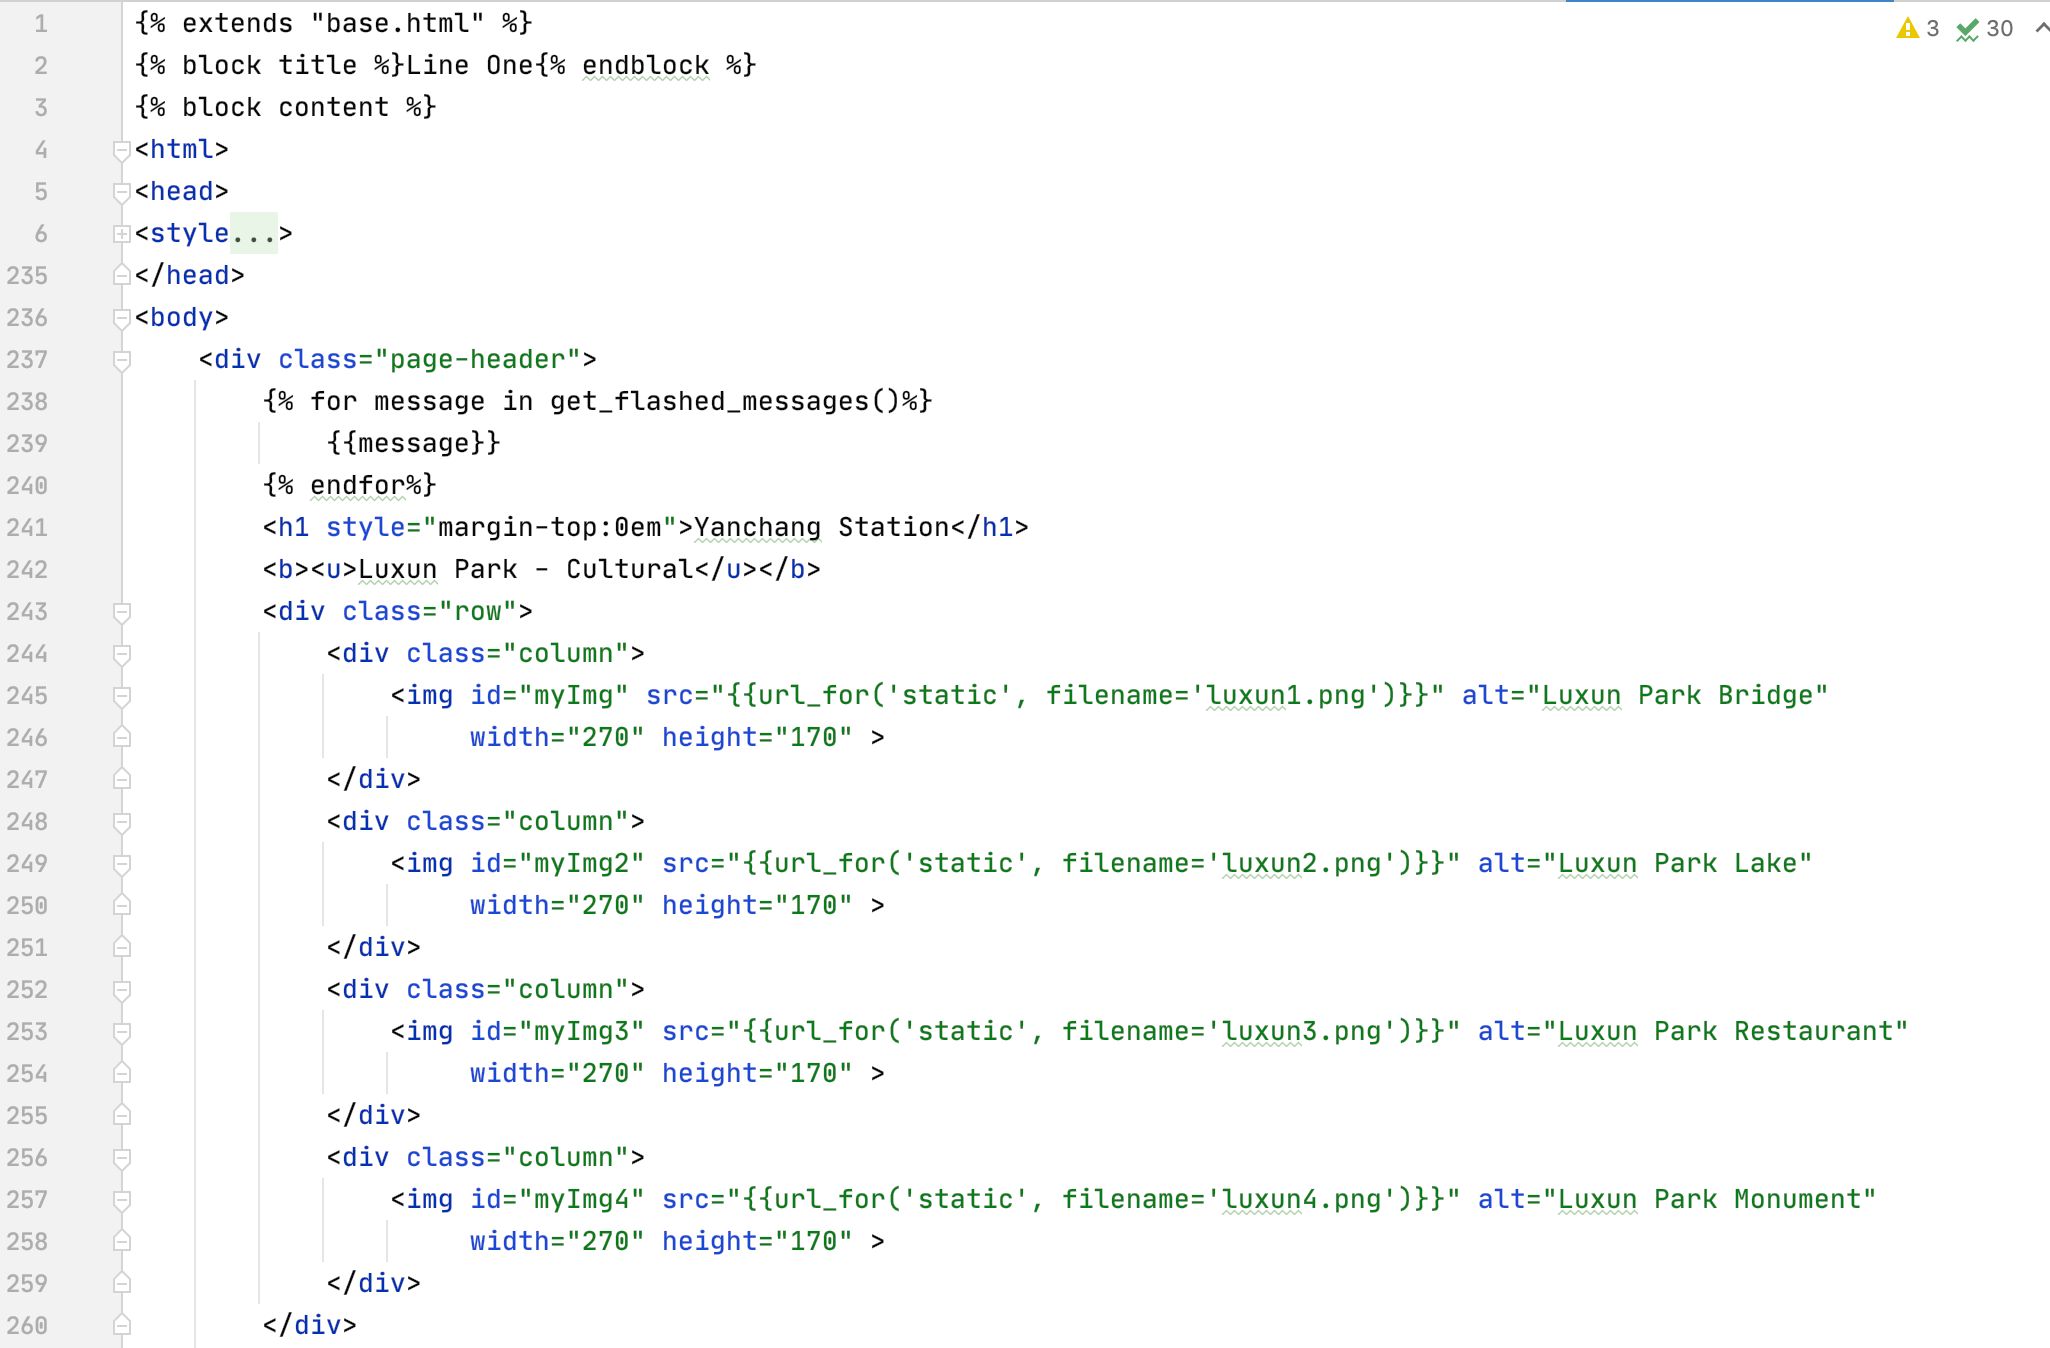 3 30
1 {% extends "base.html" %}
2 {% block title %}Line One{% endblock %}
3 {% block content %}
4 <html>
5 <head>
6 <style...>
235 </head>
236 <body>
237 <div class="page-header">
238 {% for message in get_flashed_messages()%}
239 {{message}}
240 {% endfor%}
241 <h1 style="margin-top:0em">Yanchang Station</h1>
242 <b><u>Luxun Park - Cultural</u></b>
243 <div class="row">
244 <div class="column">
245 <img id="myImg" src="{{url_for('static', filename='luxun1.png')}}" alt="Luxun Park Bridge"
246 width="270" height="170" >
247 </div>
248 <div class="column">
249 <img id="myImg2" src="{{url_for('static', filename='luxun2.png')}}" alt="Luxun Park Lake"
250 width="270" height="170" >
251 </div>
252 <div class="column">
253 <img id="myImg3" src="{{url_for('static', filename='luxun3.png')}}" alt="Luxun Park Restaurant"
254 width="270" height="170" >
255 </div>
256 <div class="column">
257 <img id="myImg4" src="{{url_for('static', filename='luxun4.png')}}" alt="Luxun Park Monument"
258 width="270" height="170" >
259 </div>
260 </div>